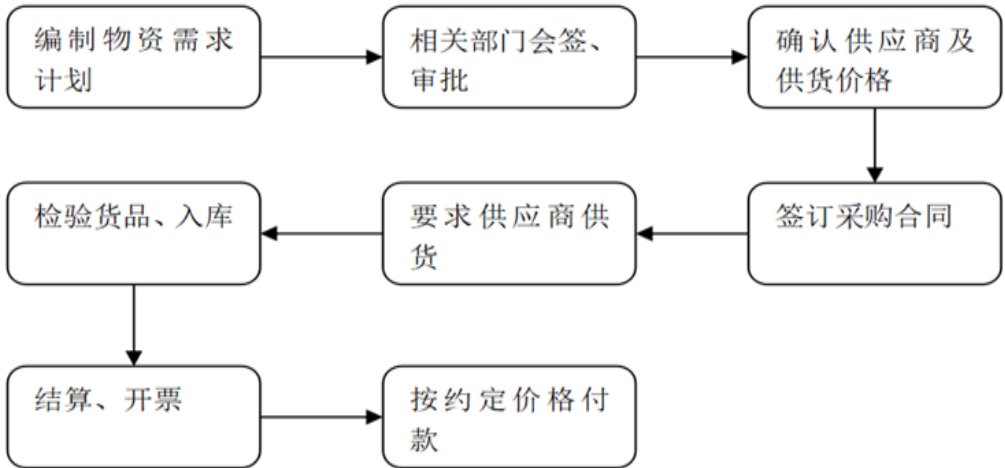 编制物资需求
计划
相关部门会签、
审批
确认供应商及
供货价格
签订采购合同
要求供应商供
货
检验货品、入库
结算、开票
按约定价格付
款